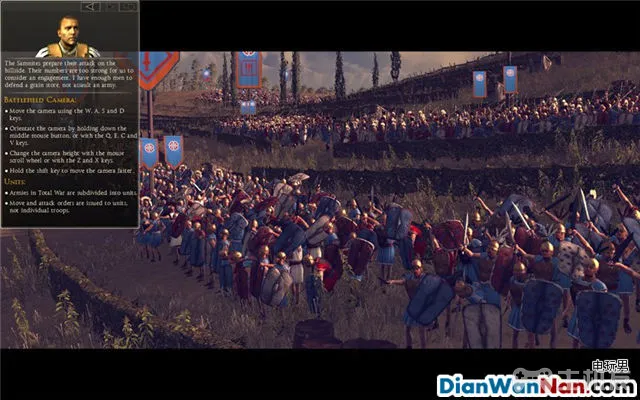 The Samnites prepare their attack on the
hillside. Their numbers are too strong for us to
consider an engagement. I have enough men to
defend a grain store, not assault an army.
Battlefield Camera:
Move the camera using the W, A, S and D
keys.
Orientate the camera by holding down the
middle mouse button, or with the Q, E, C and
V keys.
Change the camera height with the mouse
scroll wheel or with the Z and X keys.
Hold the shift key to move the camera faster.
Units:
Armies in Total War are subdivided into units.
Move and attack orders are issued to units,
not individual troops.
电玩男
DianWanNan.com